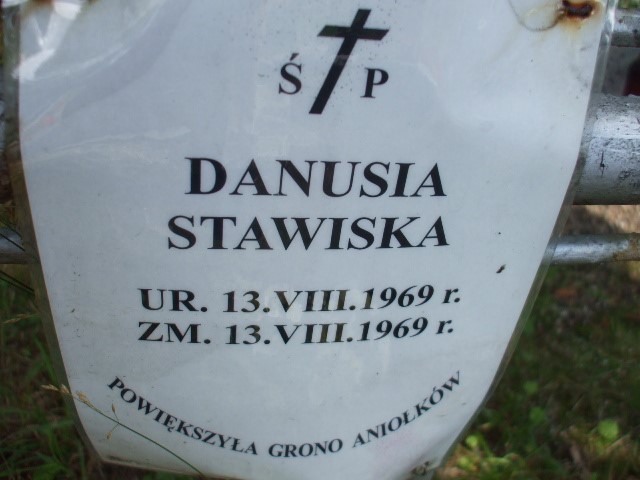 Ś P
DANUSIA
STAWISKA
UR. 13.VIII.1969 r.
ZM. 13.VIII.1969 r.
POWIĘKSZYŁA GRONO ANIOŁKÓW